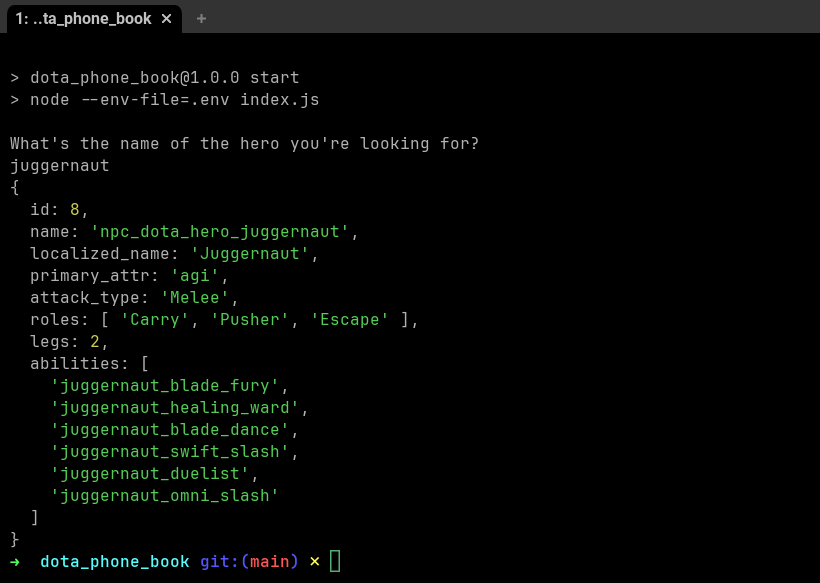 1: ..ta_phone_book × +
> dota_phone_book@1.0.0 start
> node --env-file=.env index.js
What's the name of the hero you're looking for?
juggernaut
{
  id: 8,
  name: 'npc_dota_hero_juggernaut',
  localized_name: 'Juggernaut',
  primary_attr: 'agi',
  attack_type: 'Melee',
  roles: [ 'Carry', 'Pusher', 'Escape' ],
  legs: 2,
  abilities: [
    'juggernaut_blade_fury',
    'juggernaut_healing_ward',
    'juggernaut_blade_dance',
    'juggernaut_swift_slash',
    'juggernaut_duelist',
    'juggernaut_omni_slash'
  ]
}
→  dota_phone_book git:(main) ×